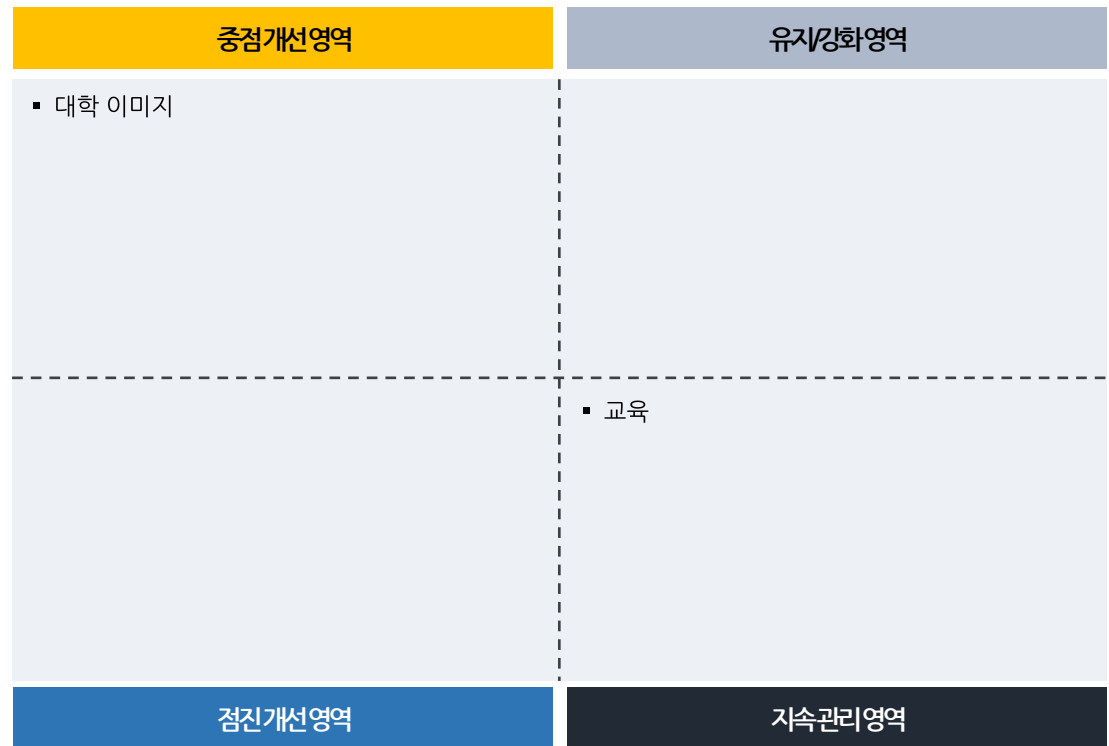 중점 개선 영역
유지/강화 영역
▪ 대학 이미지
▪ 교육
점진 개선 영역
지속 관리 영역